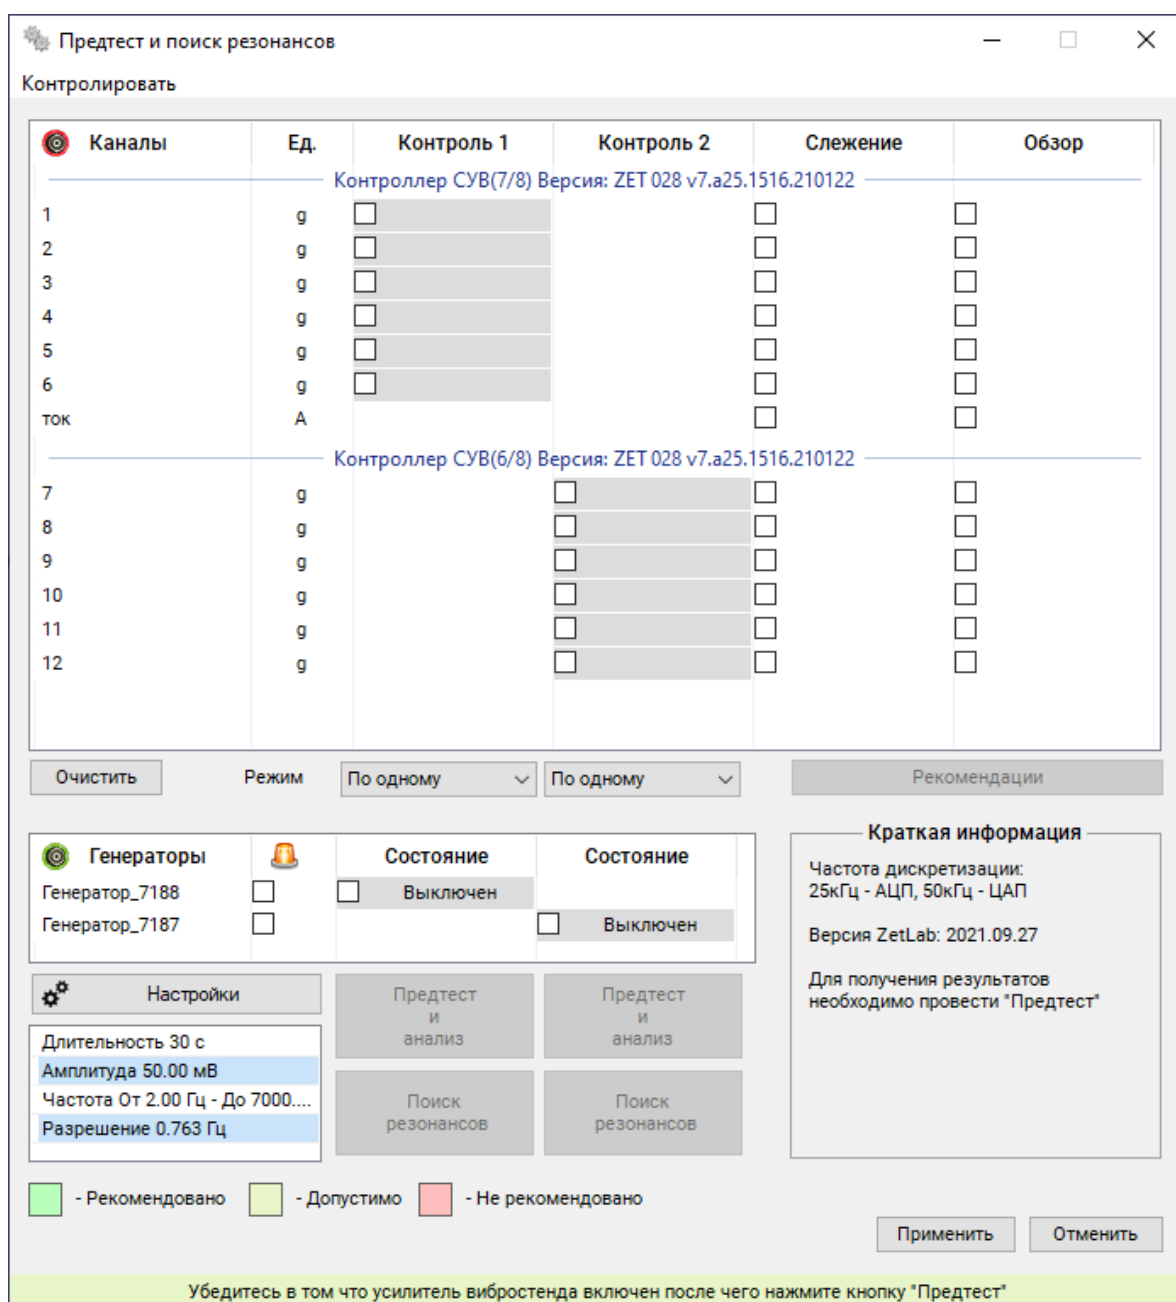 Предтест и поиск резонансов
Контролировать
Каналы Ед. Контроль 1 Контроль 2 Слежение Обзор
Контроллер СУВ(7/8) Версия: ZET 028 v7.a25.1516.210122
1 g
2 g
3 g
4 g
5 g
6 g
ток А
Контроллер СУВ(6/8) Версия: ZET 028 v7.a25.1516.210122
7 g
8 g
9 g
10 g
11 g
12 g
Очистить Режим По одному По одному Рекомендации
Генераторы Состояние Состояние
Генератор_7188 Выключен
Генератор_7187 Выключен
Краткая информация
Частота дискретизации:
25кГц - АЦП, 50кГц - ЦАП
Версия ZetLab: 2021.09.27
Для получения результатов
необходимо провести "Предтест"
Настройки
Длительность 30 с
Амплитуда 50.00 мВ
Частота От 2.00 Гц - До 7000....
Разрешение 0.763 Гц
Предтест
и
анализ
Предтест
и
анализ
Поиск
резонансов
Поиск
резонансов
- Рекомендовано - Допустимо - Не рекомендовано
Применить Отменить
Убедитесь в том что усилитель вибростенда включен после чего нажмите кнопку "Предтест"